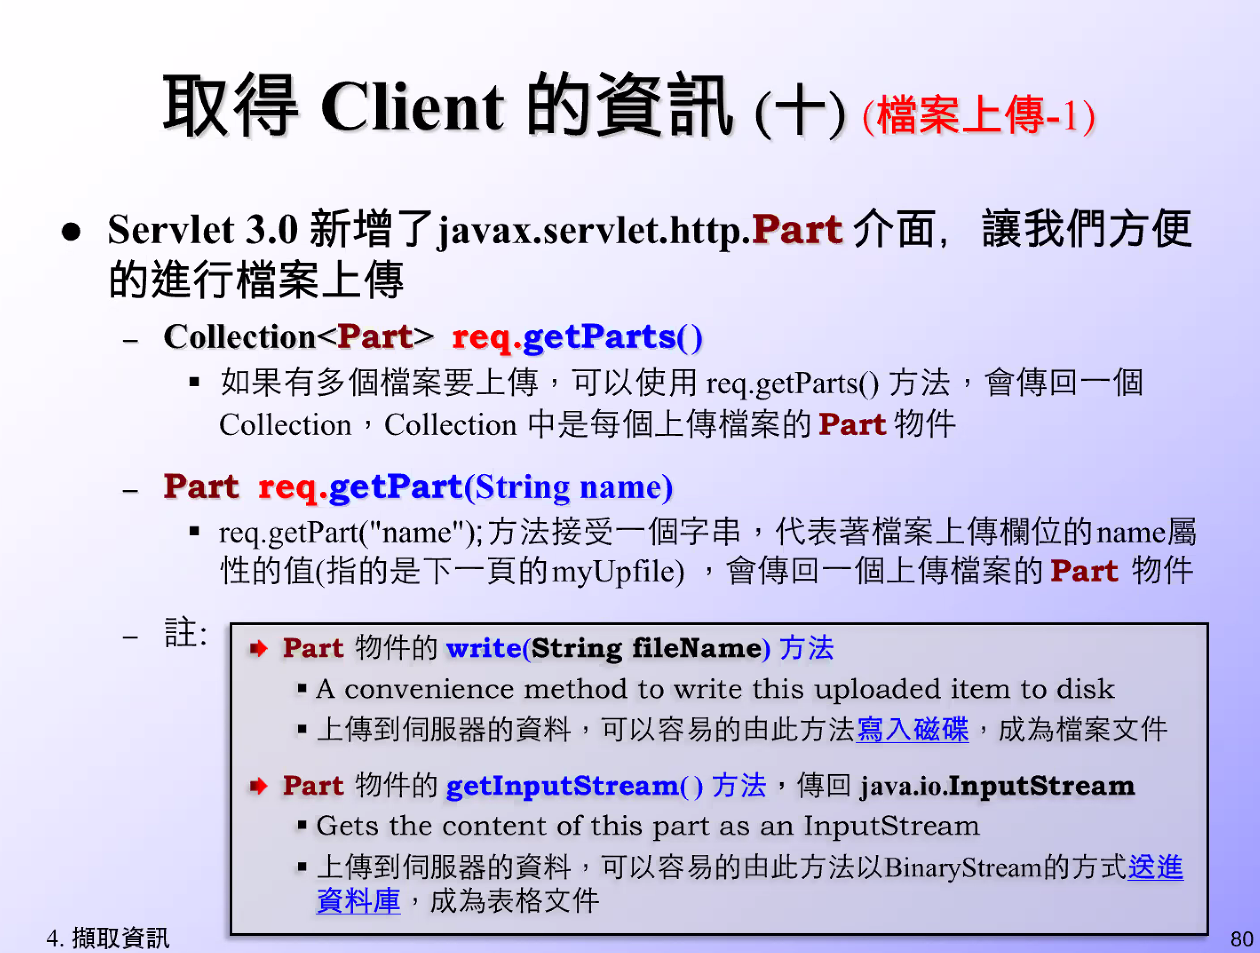 取得 Client 的資訊 (十) (檔案上傳-1)
● Servlet 3.0 新增了javax.servlet.http.Part 介面，讓我們方便
的進行檔案上傳
– Collection<Part> req.getParts()
▪ 如果有多個檔案要上傳，可以使用 req.getParts() 方法，會傳回一個
Collection，Collection 中是每個上傳檔案的 Part 物件
– Part req.getPart(String name)
▪ req.getPart("name");方法接受一個字串，代表著檔案上傳欄位的name屬
性的值(指的是下一頁的myUpfile) ，會傳回一個上傳檔案的 Part 物件
– 註:
Part 物件的 write(String fileName) 方法
▪ A convenience method to write this uploaded item to disk
▪ 上傳到伺服器的資料，可以容易的由此方法寫入磁碟，成為檔案文件
Part 物件的 getInputStream( ) 方法，傳回 java.io.InputStream
▪ Gets the content of this part as an InputStream
▪ 上傳到伺服器的資料，可以容易的由此方法以BinaryStream的方式送進
資料庫，成為表格文件
4. 擷取資訊
80